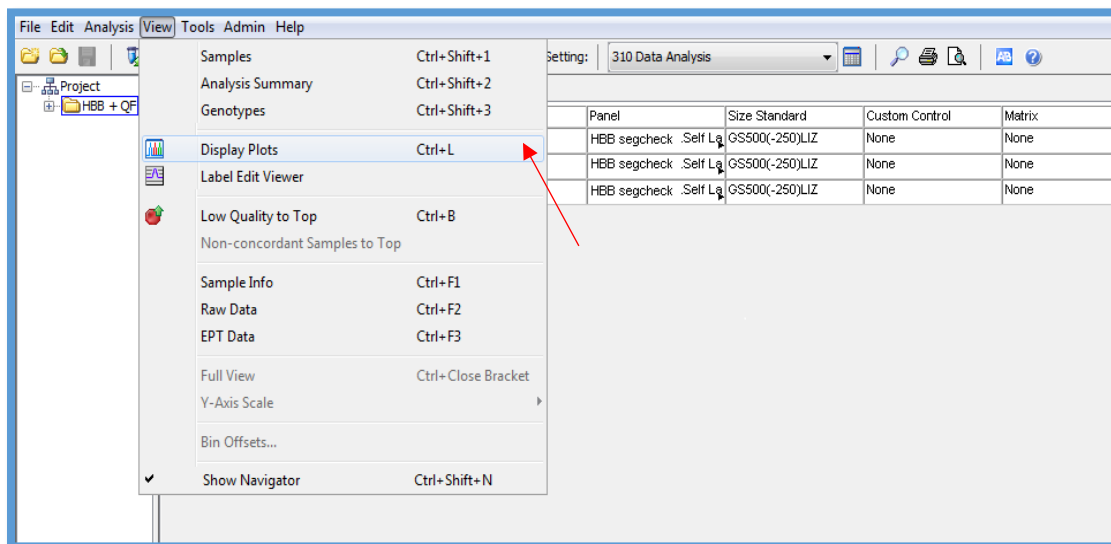 File Edit Analysis View Tools Admin Help
Setting: 310 Data Analysis
Project
HBB + QF
Samples Ctrl+Shift+1
Analysis Summary Ctrl+Shift+2
Genotypes Ctrl+Shift+3
Display Plots Ctrl+L
Label Edit Viewer
Low Quality to Top Ctrl+B
Non-concordant Samples to Top
Sample Info Ctrl+F1
Raw Data Ctrl+F2
EPT Data Ctrl+F3
Full View Ctrl+Close Bracket
Y-Axis Scale
Bin Offsets...
Show Navigator Ctrl+Shift+N
Panel Size Standard Custom Control Matrix
HBB segcheck .Self La GS500(-250)LIZ None None
HBB segcheck .Self La GS500(-250)LIZ None None
HBB segcheck .Self La GS500(-250)LIZ None None